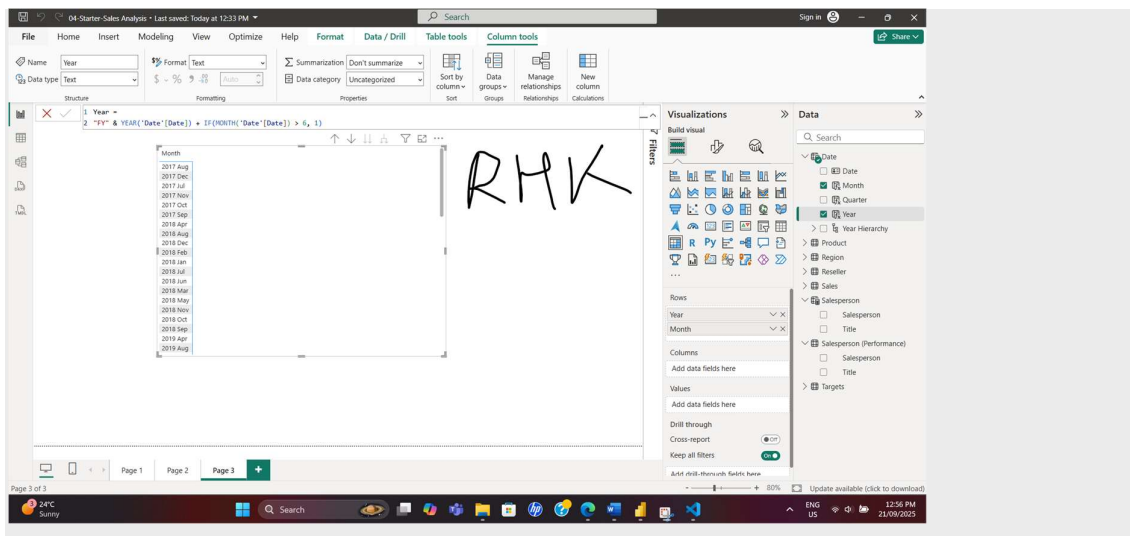 04-Starter-Sales Analysis • Last saved: Today at 12:33 PM
Search
Sign in
File Home Insert Modeling View Optimize Help Format Data / Drill Table tools Column tools
Share
Name Year
Data type Text
Structure
Format Text
$ % 9 Auto
Formatting
Summarization Don't summarize
Data category Uncategorized
Properties
Sort by column
Sort
Data groups
Groups
Manage relationships
Relationships
New column
Calculations
1 Year =
2 "FY" & YEAR('Date'[Date]) + IF(MONTH('Date'[Date]) > 6, 1)
Month
2017 Aug
2017 Dec
2017 Jul
2017 Nov
2017 Oct
2017 Sep
2018 Apr
2018 Aug
2018 Dec
2018 Feb
2018 Jan
2018 Jul
2018 Jun
2018 Mar
2018 May
2018 Nov
2018 Oct
2018 Sep
2019 Apr
2019 Aug
RHK
Filters
Visualizations
Build visual
R Py
Rows
Year
Month
Columns
Add data fields here
Values
Add data fields here
Drill through
Cross-report Off
Keep all filters On
Add drill-through fields here
Data
Search
Date
Date
Month
Quarter
Year
Year Hierarchy
Product
Region
Reseller
Sales
Salesperson
Salesperson
Title
Salesperson (Performance)
Salesperson
Title
Targets
Page 1 Page 2 Page 3 +
Page 3 of 3
80%
Update available (click to download)
3
24°C
Sunny
Search
ENG
US
12:56 PM
21/09/2025